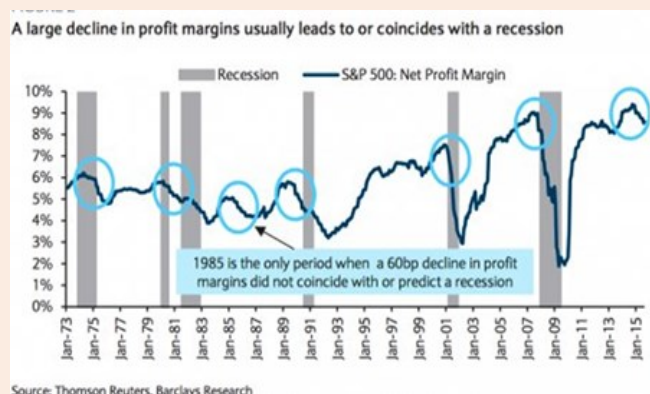 A large decline in profit margins usually leads to or coincides with a recession
Recession
S&P 500: Net Profit Margin
10%
9%
8%
7%
6%
5%
4%
3%
2%
1%
0%
1985 is the only period when a 60bp decline in profit
margins did not coincide with or predict a recession
Jan-73
Jan-75
Jan-77
Jan-79
Jan-81
Jan-83
Jan-85
Jan-87
Jan-89
Jan-91
Jan-93
Jan-95
Jan-97
Jan-99
Jan-01
Jan-03
Jan-05
Jan-07
Jan-09
Jan-11
Jan-13
Jan-15
Source: Thomson Reuters, Barclays Research